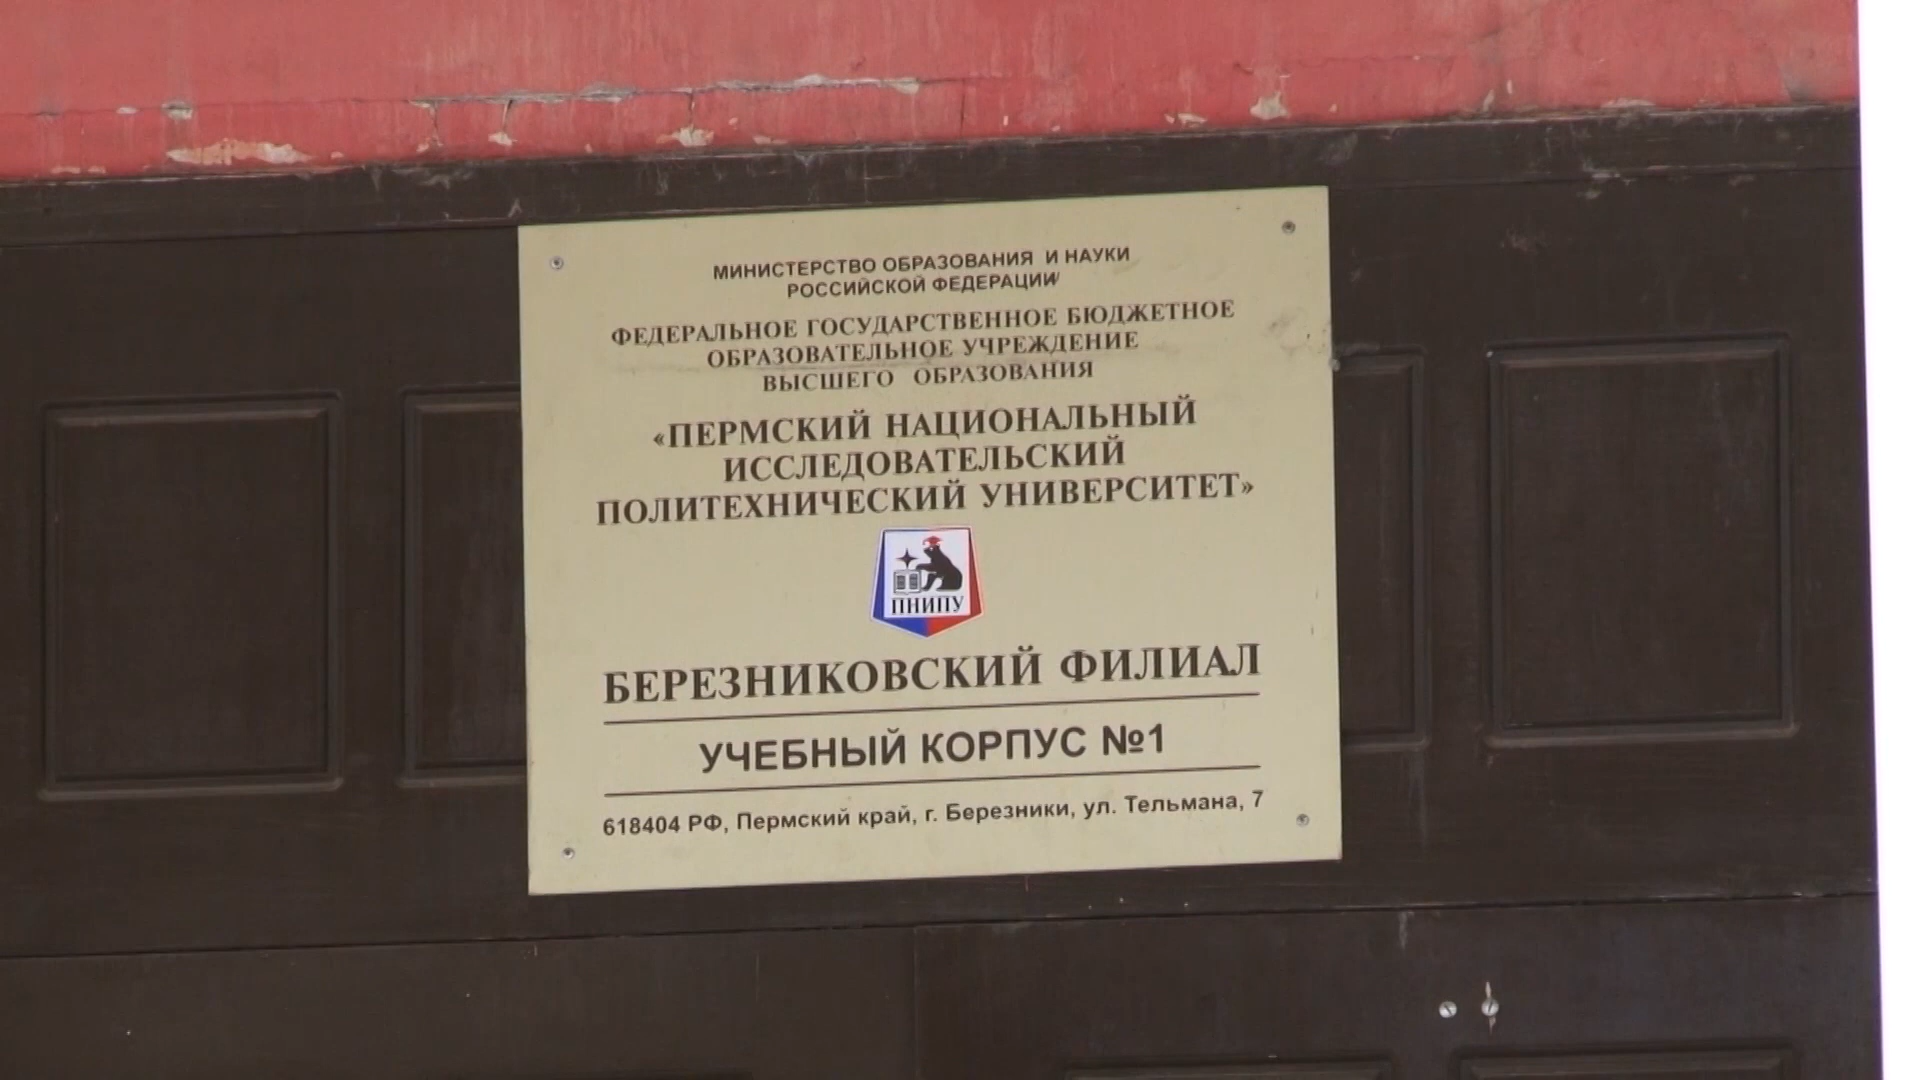 МИНИСТЕРСТВО ОБРАЗОВАНИЯ И НАУКИ
РОССИЙСКОЙ ФЕДЕРАЦИИ
ФЕДЕРАЛЬНОЕ ГОСУДАРСТВЕННОЕ БЮДЖЕТНОЕ
ОБРАЗОВАТЕЛЬНОЕ УЧРЕЖДЕНИЕ
ВЫСШЕГО ОБРАЗОВАНИЯ
«ПЕРМСКИЙ НАЦИОНАЛЬНЫЙ
ИССЛЕДОВАТЕЛЬСКИЙ
ПОЛИТЕХНИЧЕСКИЙ УНИВЕРСИТЕТ»
ПНИПУ
БЕРЕЗНИКОВСКИЙ ФИЛИАЛ
УЧЕБНЫЙ КОРПУС №1
618404 РФ, Пермский край, г. Березники, ул. Тельмана, 7